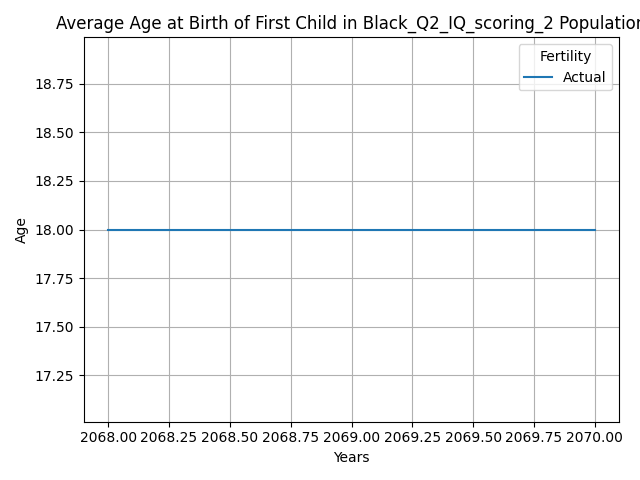 Average Age at Birth of First Child in Black_Q2_IQ_scoring_2 Population
Fertility
Actual
18.75
18.50
18.25
18.00
17.75
17.50
17.25
Age
2068.00 2068.25 2068.50 2068.75 2069.00 2069.25 2069.50 2069.75 2070.00
Years